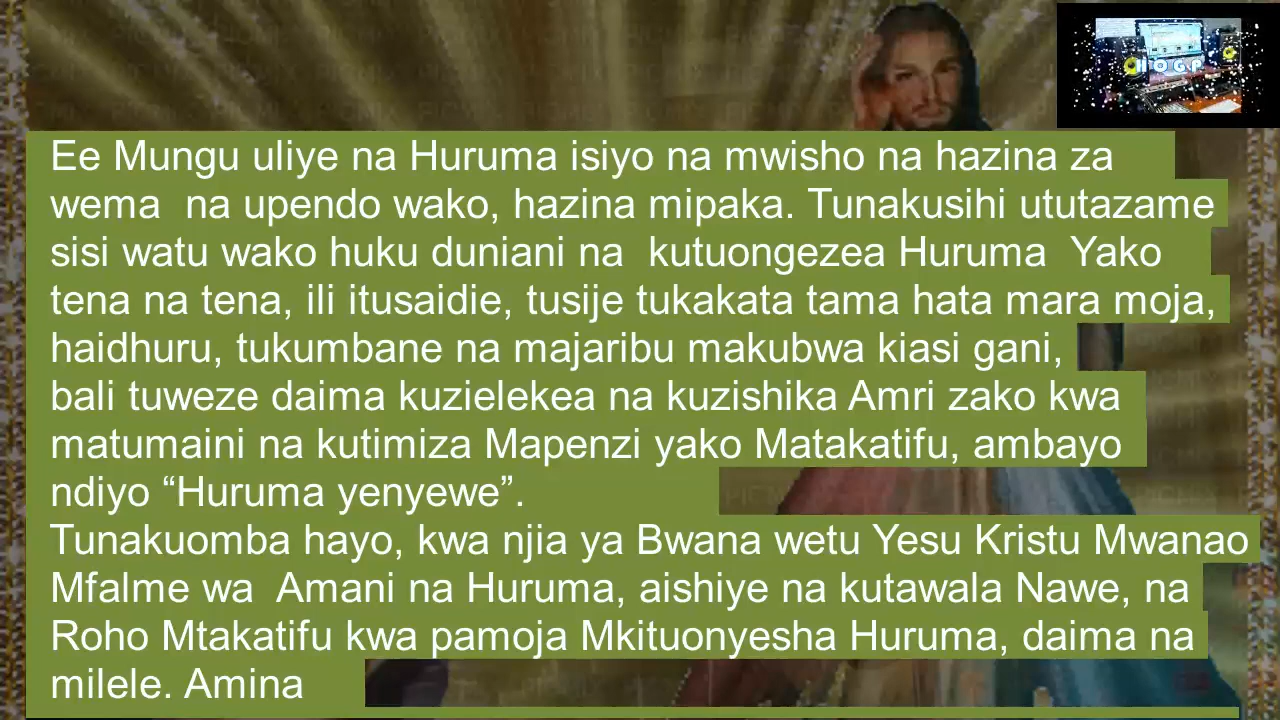 HOGP
Ee Mungu uliye na Huruma isiyo na mwisho na hazina za
wema na upendo wako, hazina mipaka. Tunakusihi ututazame
sisi watu wako huku duniani na kutuongezea Huruma Yako
tena na tena, ili itusaidie, tusije tukakata tama hata mara moja,
haidhuru, tukumbane na majaribu makubwa kiasi gani,
bali tuweze daima kuzielekea na kuzishika Amri zako kwa
matumaini na kutimiza Mapenzi yako Matakatifu, ambayo
ndiyo “Huruma yenyewe”.
Tunakuomba hayo, kwa njia ya Bwana wetu Yesu Kristu Mwanao
Mfalme wa Amani na Huruma, aishiye na kutawala Nawe, na
Roho Mtakatifu kwa pamoja Mkituonyesha Huruma, daima na
milele. Amina